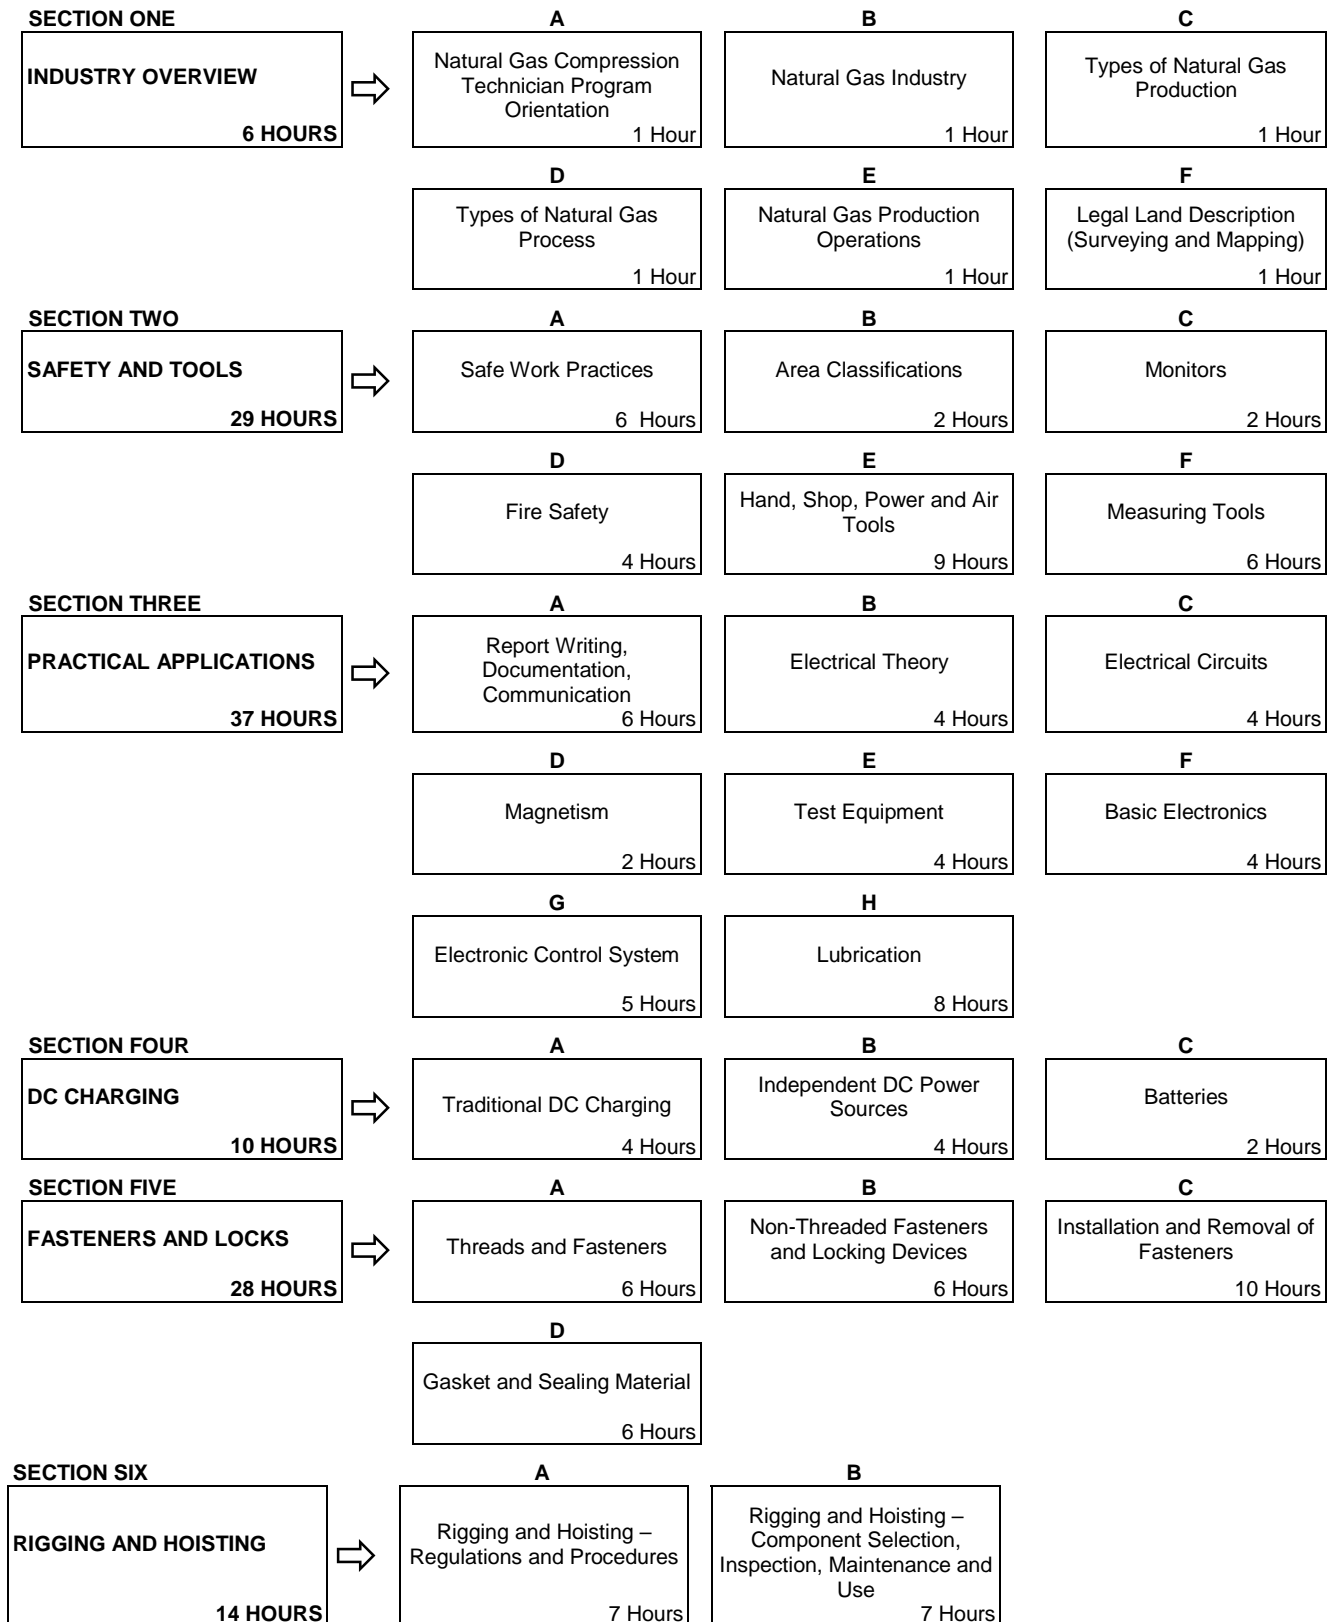 SECTION ONE
A
B
C
INDUSTRY OVERVIEW
6 HOURS
Natural Gas Compression
Technician Program
Orientation
1 Hour
Natural Gas Industry
1 Hour
Types of Natural Gas
Production
1 Hour
D
E
F
Types of Natural Gas
Process
1 Hour
Natural Gas Production
Operations
1 Hour
Legal Land Description
(Surveying and Mapping)
1 Hour
SECTION TWO
A
B
C
SAFETY AND TOOLS
29 HOURS
Safe Work Practices
6  Hours
Area Classifications
2 Hours
Monitors
2 Hours
D
E
F
Fire Safety
4 Hours
Hand, Shop, Power and Air
Tools
9 Hours
Measuring Tools
6 Hours
SECTION THREE
A
B
C
PRACTICAL APPLICATIONS
37 HOURS
Report Writing,
Documentation,
Communication
6 Hours
Electrical Theory
4 Hours
Electrical Circuits
4 Hours
D
E
F
Magnetism
2 Hours
Test Equipment
4 Hours
Basic Electronics
4 Hours
G
H
Electronic Control System
5 Hours
Lubrication
8 Hours
SECTION FOUR
A
B
C
DC CHARGING
10 HOURS
Traditional DC Charging
4 Hours
Independent DC Power
Sources
4 Hours
Batteries
2 Hours
SECTION FIVE
A
B
C
FASTENERS AND LOCKS
28 HOURS
Threads and Fasteners
6 Hours
Non-Threaded Fasteners
and Locking Devices
6 Hours
Installation and Removal of
Fasteners
10 Hours
D
Gasket and Sealing Material
6 Hours
SECTION SIX
A
B
RIGGING AND HOISTING
14 HOURS
Rigging and Hoisting –
Regulations and Procedures
7 Hours
Rigging and Hoisting –
Component Selection,
Inspection, Maintenance and
Use
7 Hours